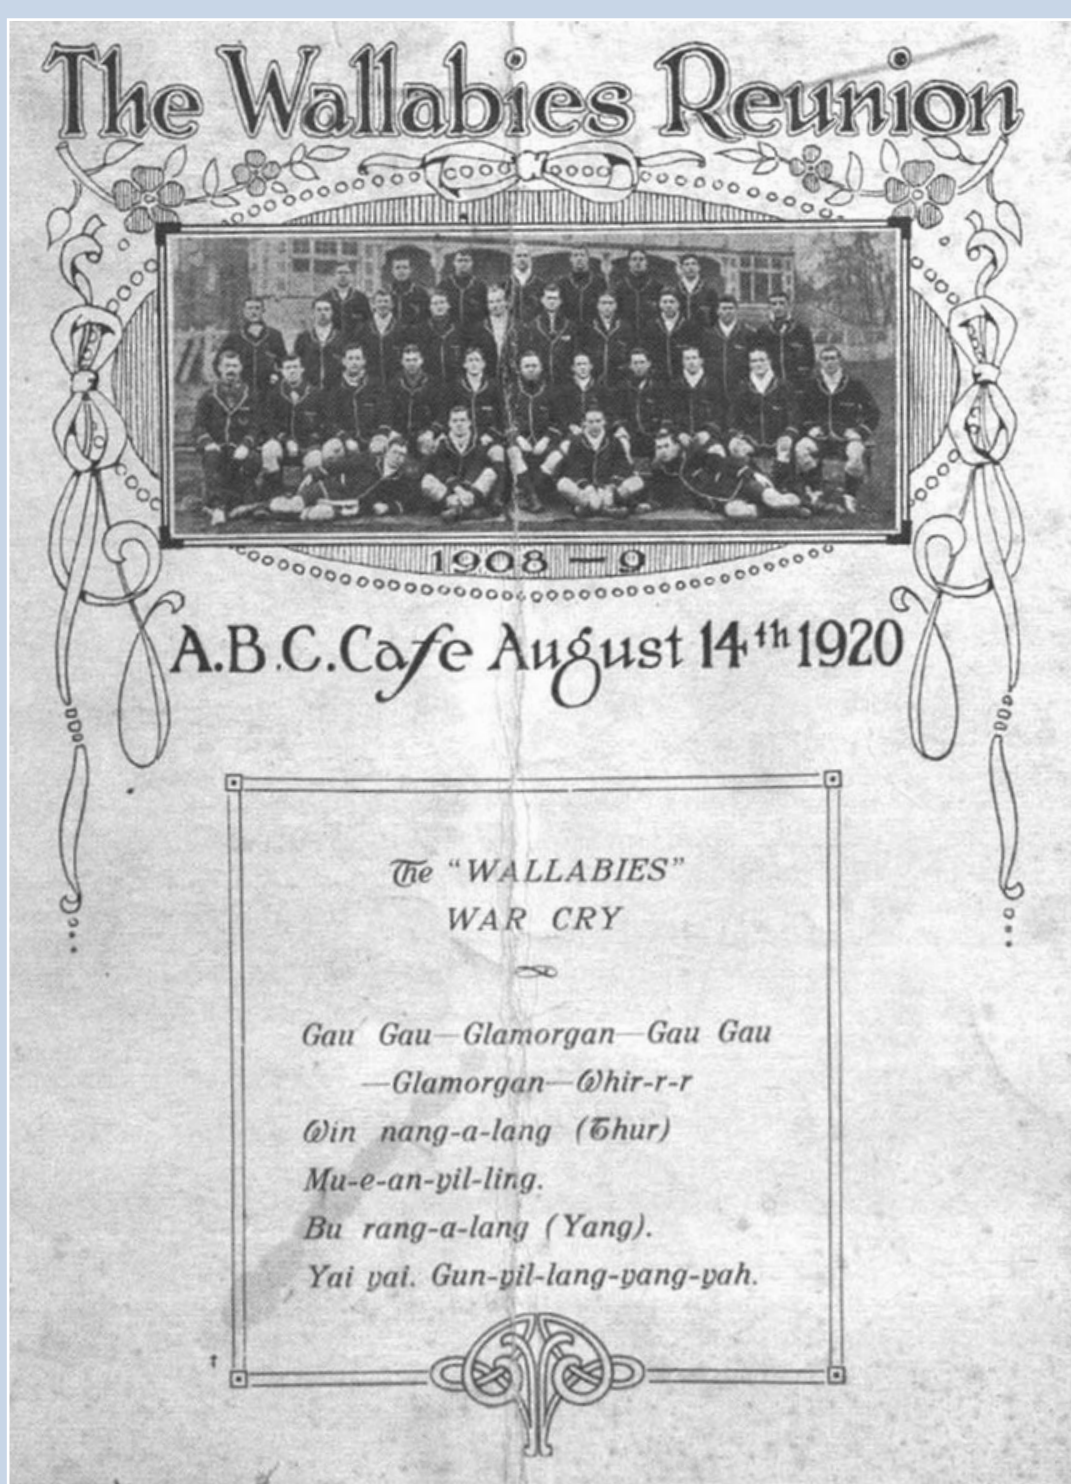 The Wallabies Reunion
1908 — 9
A.B.C. Cafe August 14th 1920
The "WALLABIES"
WAR CRY
Gau Gau—Glamorgan—Gau Gau
—Glamorgan—Whir-r-r
Win nang-a-lang (Thur)
Mu-e-an-yil-ling.
Bu rang-a-lang (Yang).
Yai yai. Gun-yil-lang-yang-yah.